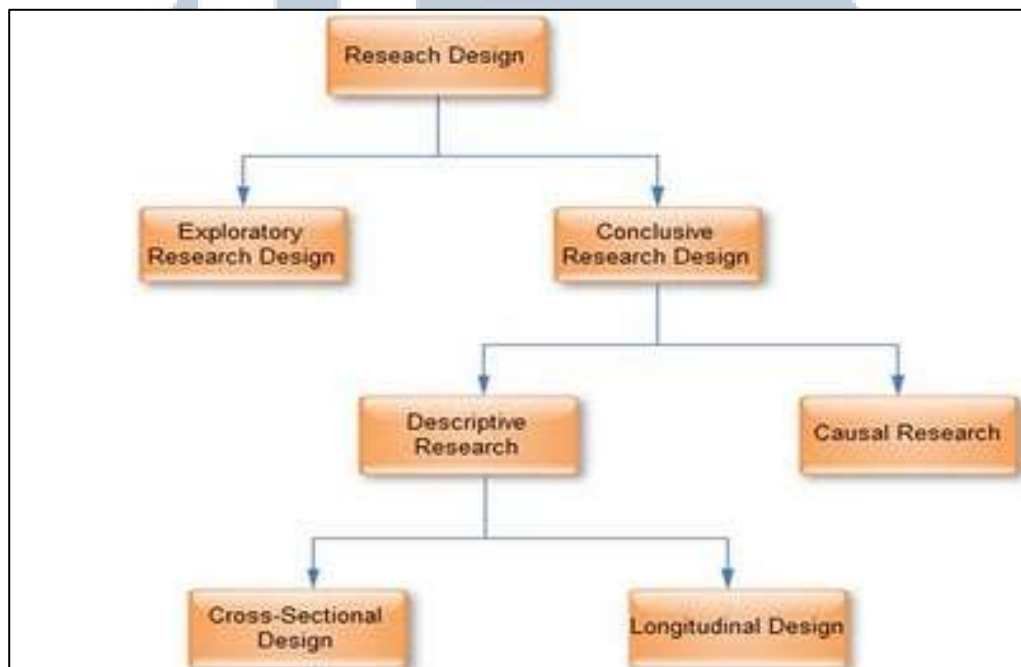 Reseach Design
Exploratory
Research Design
Conclusive
Research Design
Descriptive
Research
Causal Research
Cross-Sectional
Design
Longitudinal Design